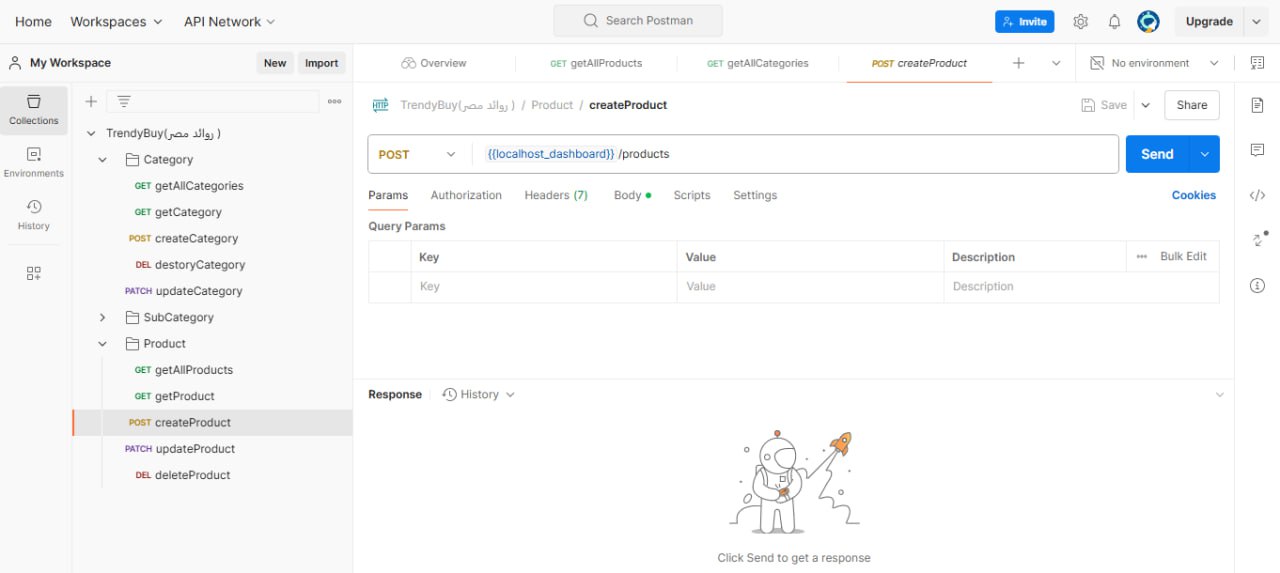 Home Workspaces API Network Search Postman Invite Upgrade
My Workspace New Import Overview GET getAllProducts GET getAllCategories POST createProduct No environment
Collections
Environments
History
TrendyBuy(روائد مصر )
Category
GET getAllCategories
GET getCategory
POST createCategory
DEL destoryCategory
PATCH updateCategory
SubCategory
Product
GET getAllProducts
GET getProduct
POST createProduct
PATCH updateProduct
DEL deleteProduct
HTTP TrendyBuy(روائد مصر ) / Product / createProduct Save Share
POST {{localhost_dashboard}} /products Send
Params Authorization Headers (7) Body Scripts Settings Cookies
Query Params
Key Value Description Bulk Edit
Key Value Description
Response History
Click Send to get a response